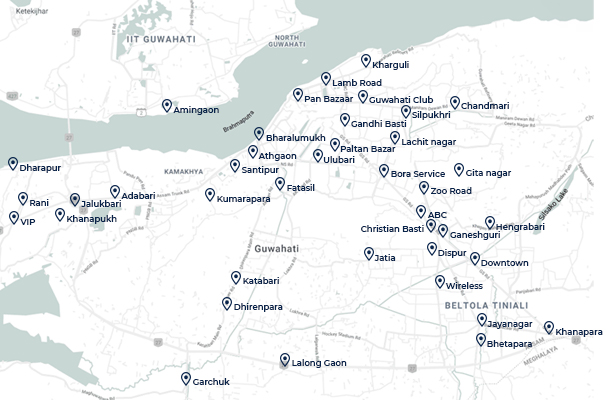 Ketekijhar
IIT GUWAHATI
NORTH
GUWAHATI
Kharguli
Lamb Road
Pan Bazaar
Guwahati Club
Chandmari
Amingaon
Silpukhri
Brahmaputra
Gandhi Basti
Bharalumukh
Lachit nagar
Paltan Bazar
Athgaon
Ulubari
Dharapur
KAMAKHYA
Santipur
Bora Service
Gita nagar
Fatasil
Zoo Road
Adabari
Kumarapara
Rani
Jalukbari
Silsako Lake
VIP
Khanapukh
ABC
Christian Basti
Hengrabari
Ganeshguri
Guwahati
Jatia
Dispur
Downtown
Katabari
Wireless
Dhirenpara
BELTOLA TINIALI
Jayanagar
Khanapara
Bhetapara
Lalong Gaon
MEGHALAYA
Garchuk